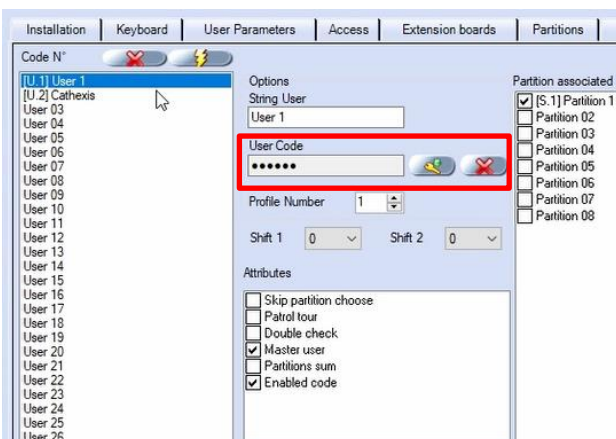 Installation Keyboard User Parameters Access Extension boards Partitions
Code N°
[U.1] User 1
[U.2] Cathexis
User 03
User 04
User 05
User 06
User 07
User 08
User 09
User 10
User 11
User 12
User 13
User 14
User 15
User 16
User 17
User 18
User 19
User 20
User 21
User 22
User 23
User 24
User 25
User 26
Options
String User
User 1
User Code
••••••
Profile Number 1
Shift 1 0 Shift 2 0
Attributes
Skip partition choose
Patrol tour
Double check
Master user
Partitions sum
Enabled code
Partition associated
[S.1] Partition 1
Partition 02
Partition 03
Partition 04
Partition 05
Partition 06
Partition 07
Partition 08